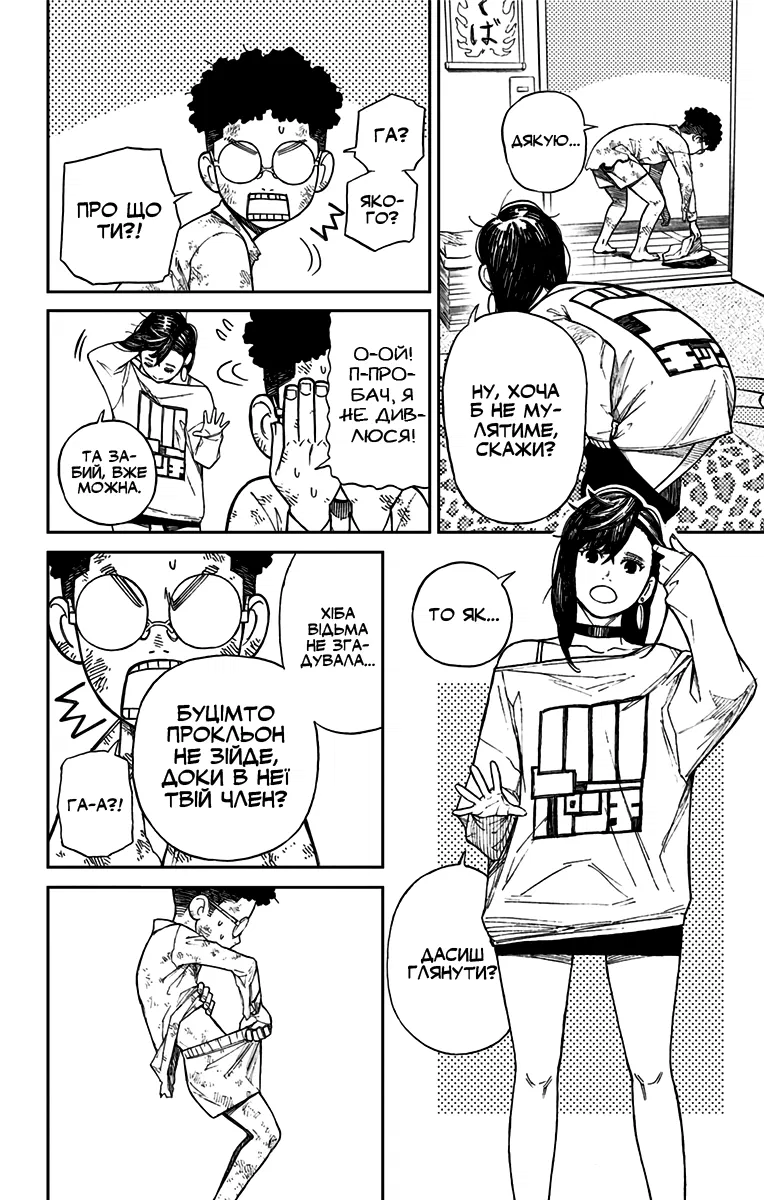 くば
ДЯКУЮ...
НУ, ХОЧА
Б НЕ МУ-
ЛЯТИМЕ,
СКАЖИ?
ГА?
ЯКО-
ГО?
ПРО ЩО
ТИ?!
О-ОЙ!
П-ПРО-
БАЧ, Я
НЕ ДИВ-
ЛЮСЯ!
ТА ЗА-
БИЙ, ВЖЕ
МОЖНА.
ТО ЯК...
ХІБА
ВІДЬМА
НЕ ЗГА-
ДУВАЛА...
БУЦІМТО
ПРОКЛЬОН
НЕ ЗІЙДЕ,
ДОКИ В НЕЇ
ТВІЙ ЧЛЕН?
ГА-А?!
ДАСИШ
ГЛЯНУТИ?